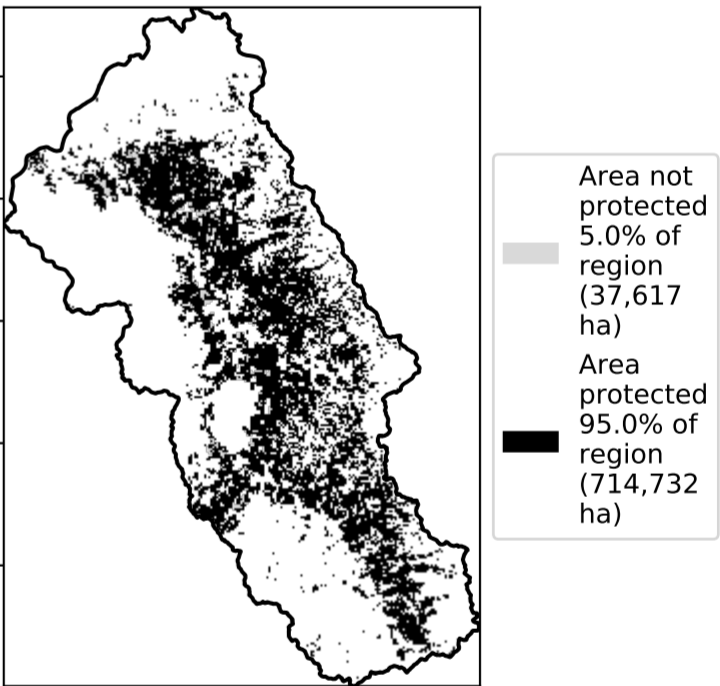 Area not
protected
5.0% of
region
(37,617
ha)
Area
protected
95.0% of
region
(714,732
ha)